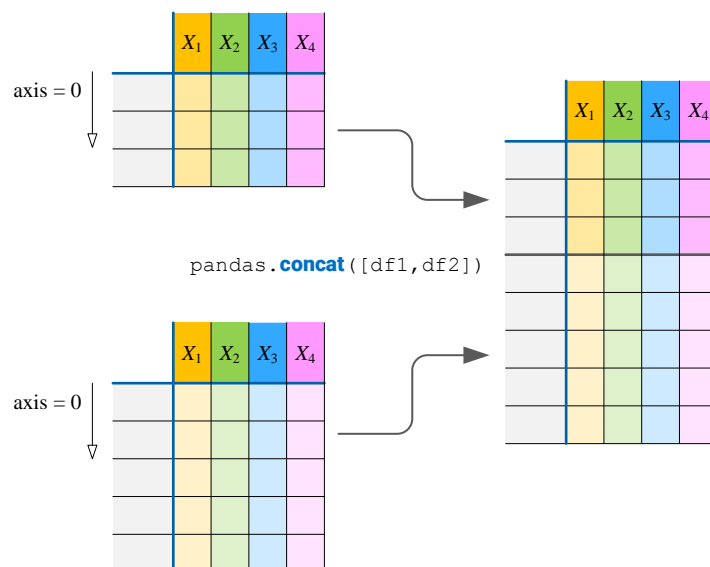 X₁ X₂ X₃ X₄
axis = 0
X₁ X₂ X₃ X₄
pandas.concat([df1,df2])
X₁ X₂ X₃ X₄
axis = 0